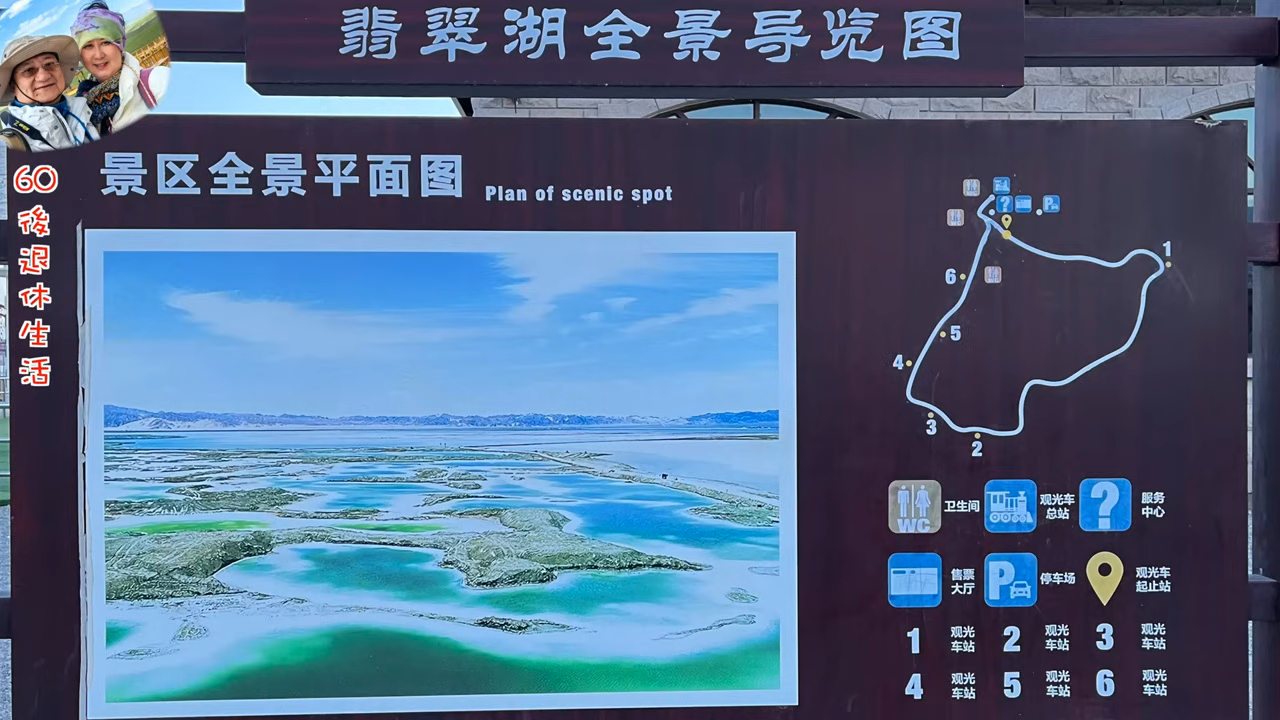 翡翠湖全景导览图
景区全景平面图 Plan of scenic spot
60
後
退
休
生
活
1
6
5
4
3
2
WC
卫生间
观光车
总站
?
服务
中心
售票
大厅
P
停车场
观光车
起止站
1 观光
车站
2 观光
车站
3 观光
车站
4 观光
车站
5 观光
车站
6 观光
车站